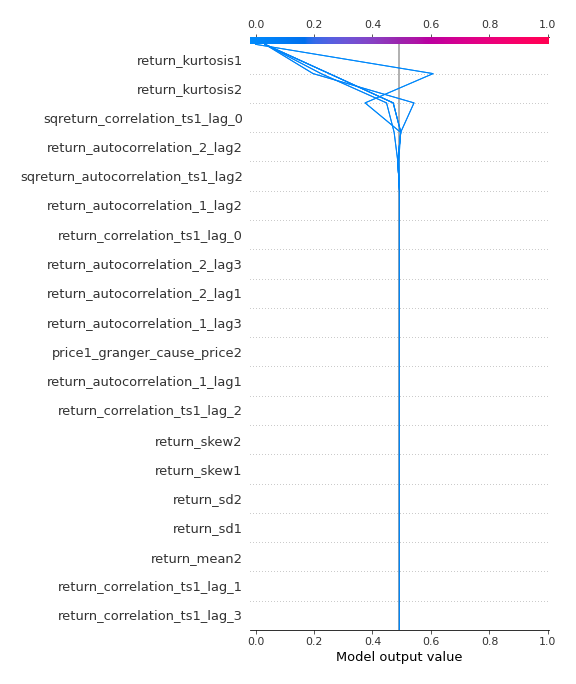 0.0 0.2 0.4 0.6 0.8 1.0
return_kurtosis1
return_kurtosis2
sqreturn_correlation_ts1_lag_0
return_autocorrelation_2_lag2
sqreturn_autocorrelation_ts1_lag2
return_autocorrelation_1_lag2
return_correlation_ts1_lag_0
return_autocorrelation_2_lag3
return_autocorrelation_2_lag1
return_autocorrelation_1_lag3
price1_granger_cause_price2
return_autocorrelation_1_lag1
return_correlation_ts1_lag_2
return_skew2
return_skew1
return_sd2
return_sd1
return_mean2
return_correlation_ts1_lag_1
return_correlation_ts1_lag_3
0.0 0.2 0.4 0.6 0.8 1.0
Model output value